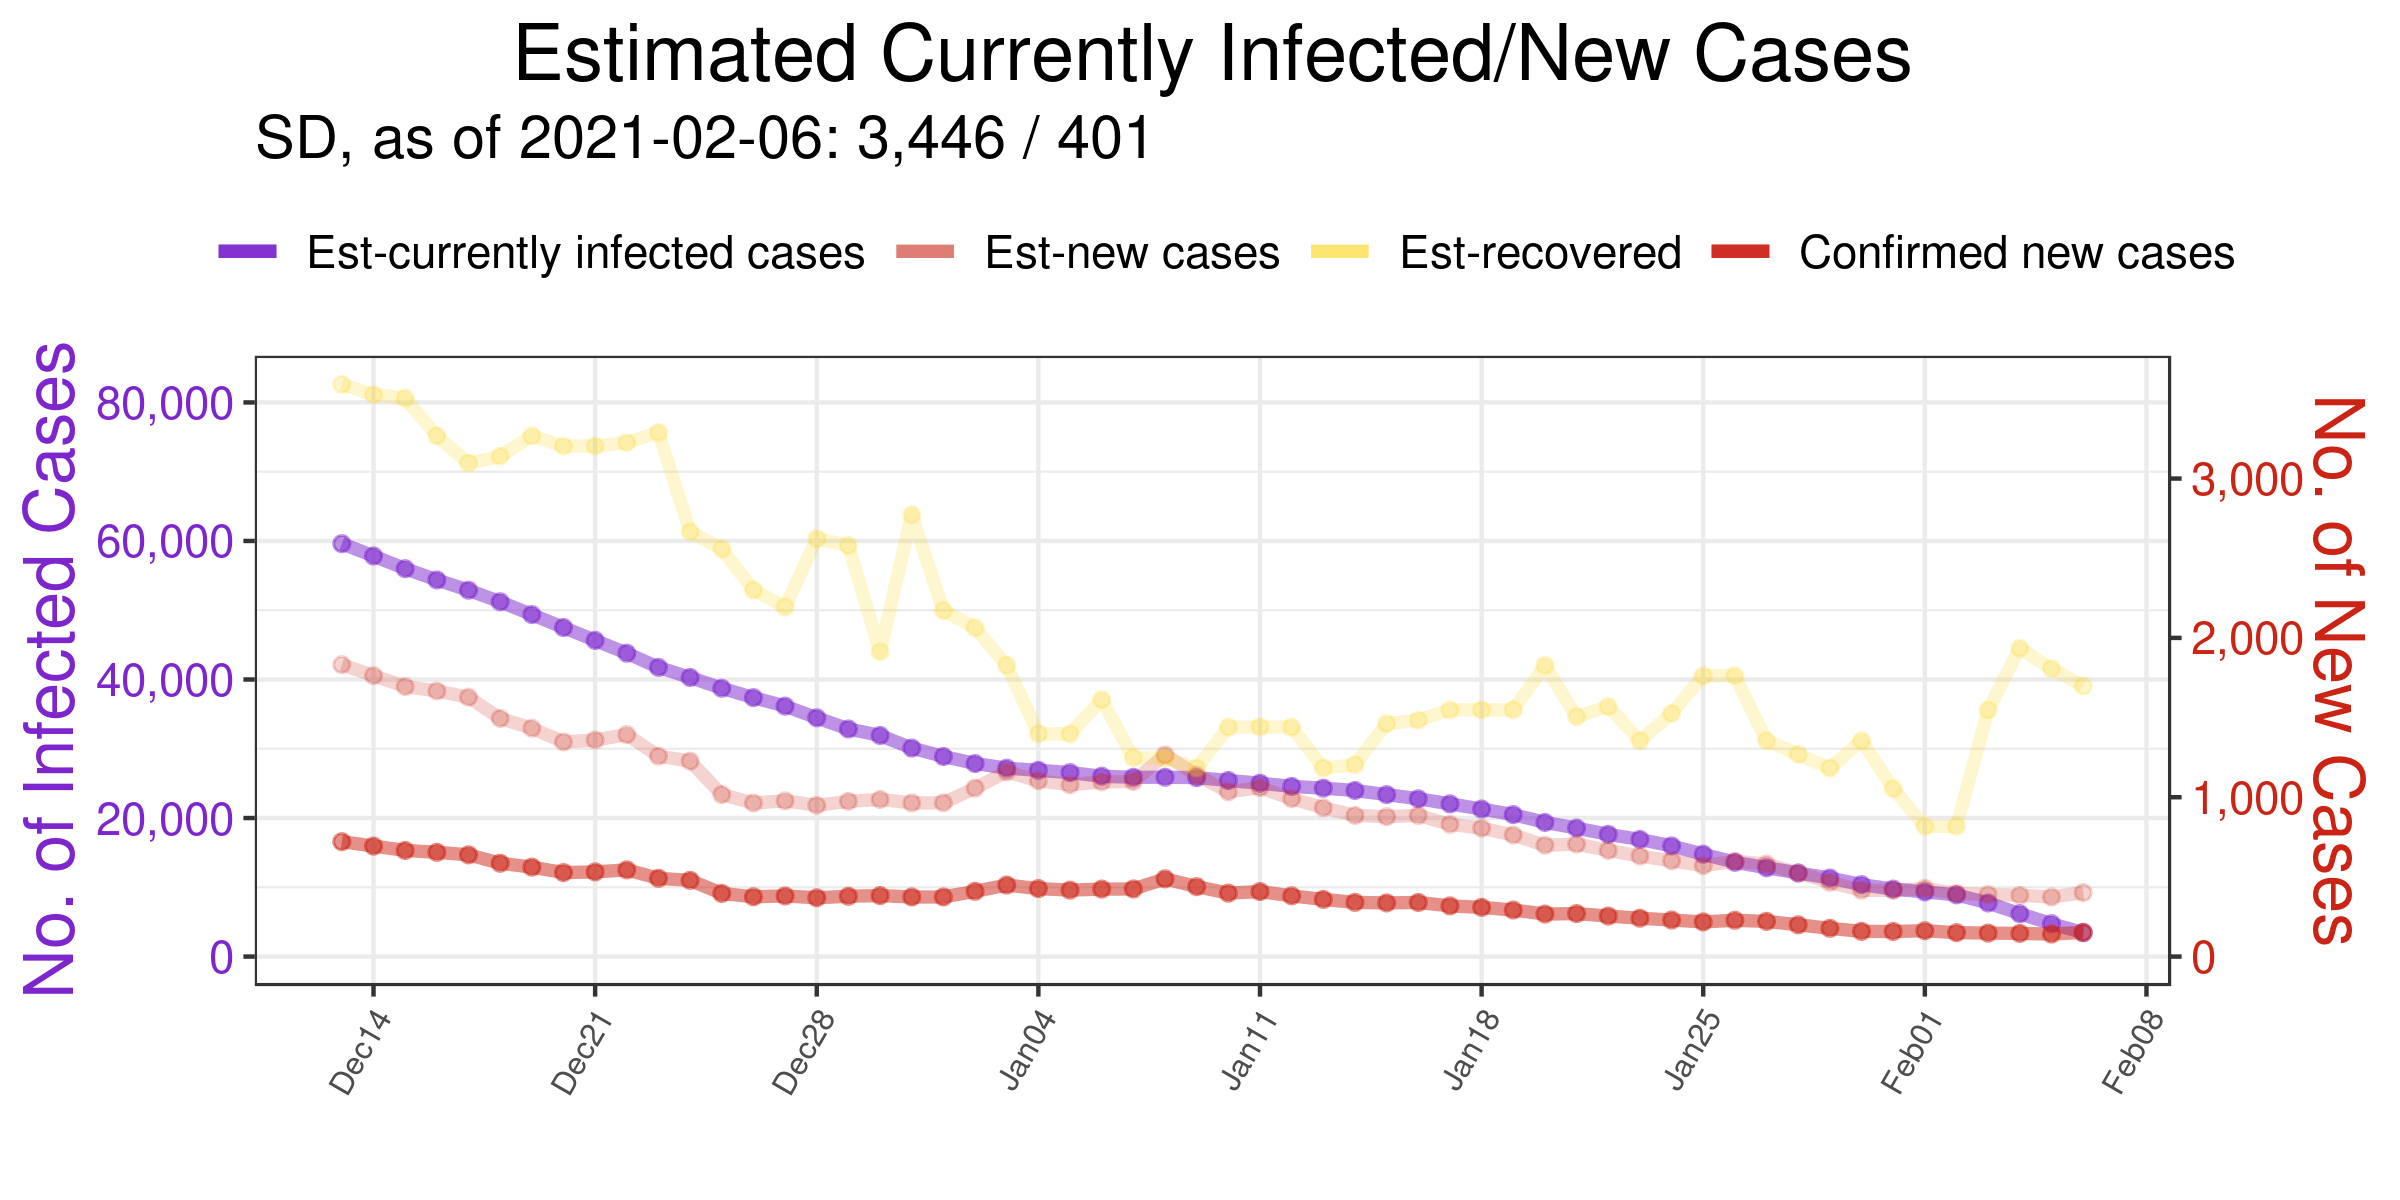 Estimated Currently Infected/New Cases
SD, as of 2021-02-06: 3,446 / 401
Est-currently infected cases Est-new cases Est-recovered Confirmed new cases
No. of Infected Cases
80,000
60,000
40,000
20,000
0
3,000
2,000
1,000
0
No. of New Cases
Dec14 Dec21 Dec28 Jan04 Jan11 Jan18 Jan25 Feb01 Feb08